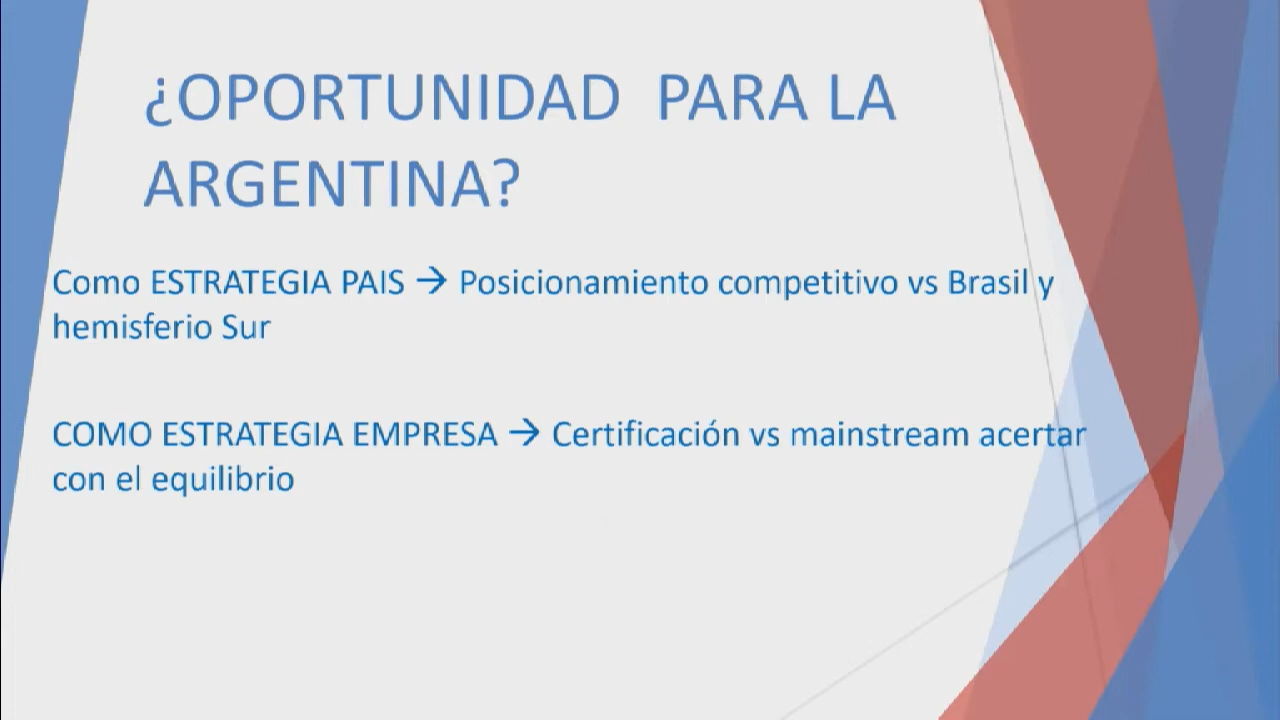 ¿OPORTUNIDAD PARA LA
ARGENTINA?
Como ESTRATEGIA PAIS → Posicionamiento competitivo vs Brasil y
hemisferio Sur
COMO ESTRATEGIA EMPRESA → Certificación vs mainstream acertar
con el equilibrio